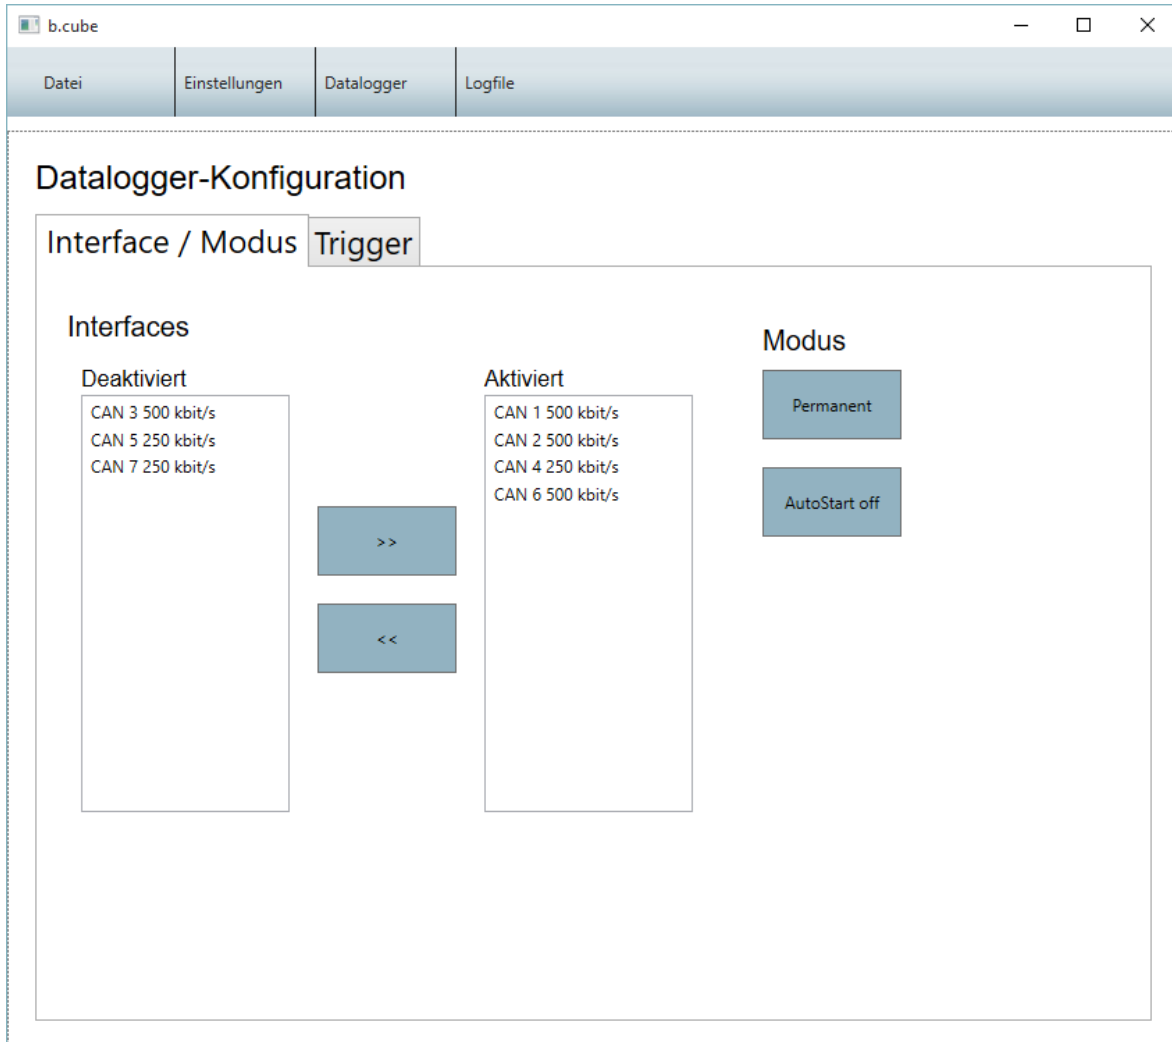 b.cube
Datei Einstellungen Datalogger Logfile
Datalogger-Konfiguration
Interface / Modus Trigger
Interfaces
Deaktiviert
CAN 3 500 kbit/s
CAN 5 250 kbit/s
CAN 7 250 kbit/s
>>
<<
Aktiviert
CAN 1 500 kbit/s
CAN 2 500 kbit/s
CAN 4 250 kbit/s
CAN 6 500 kbit/s
Modus
Permanent
AutoStart off